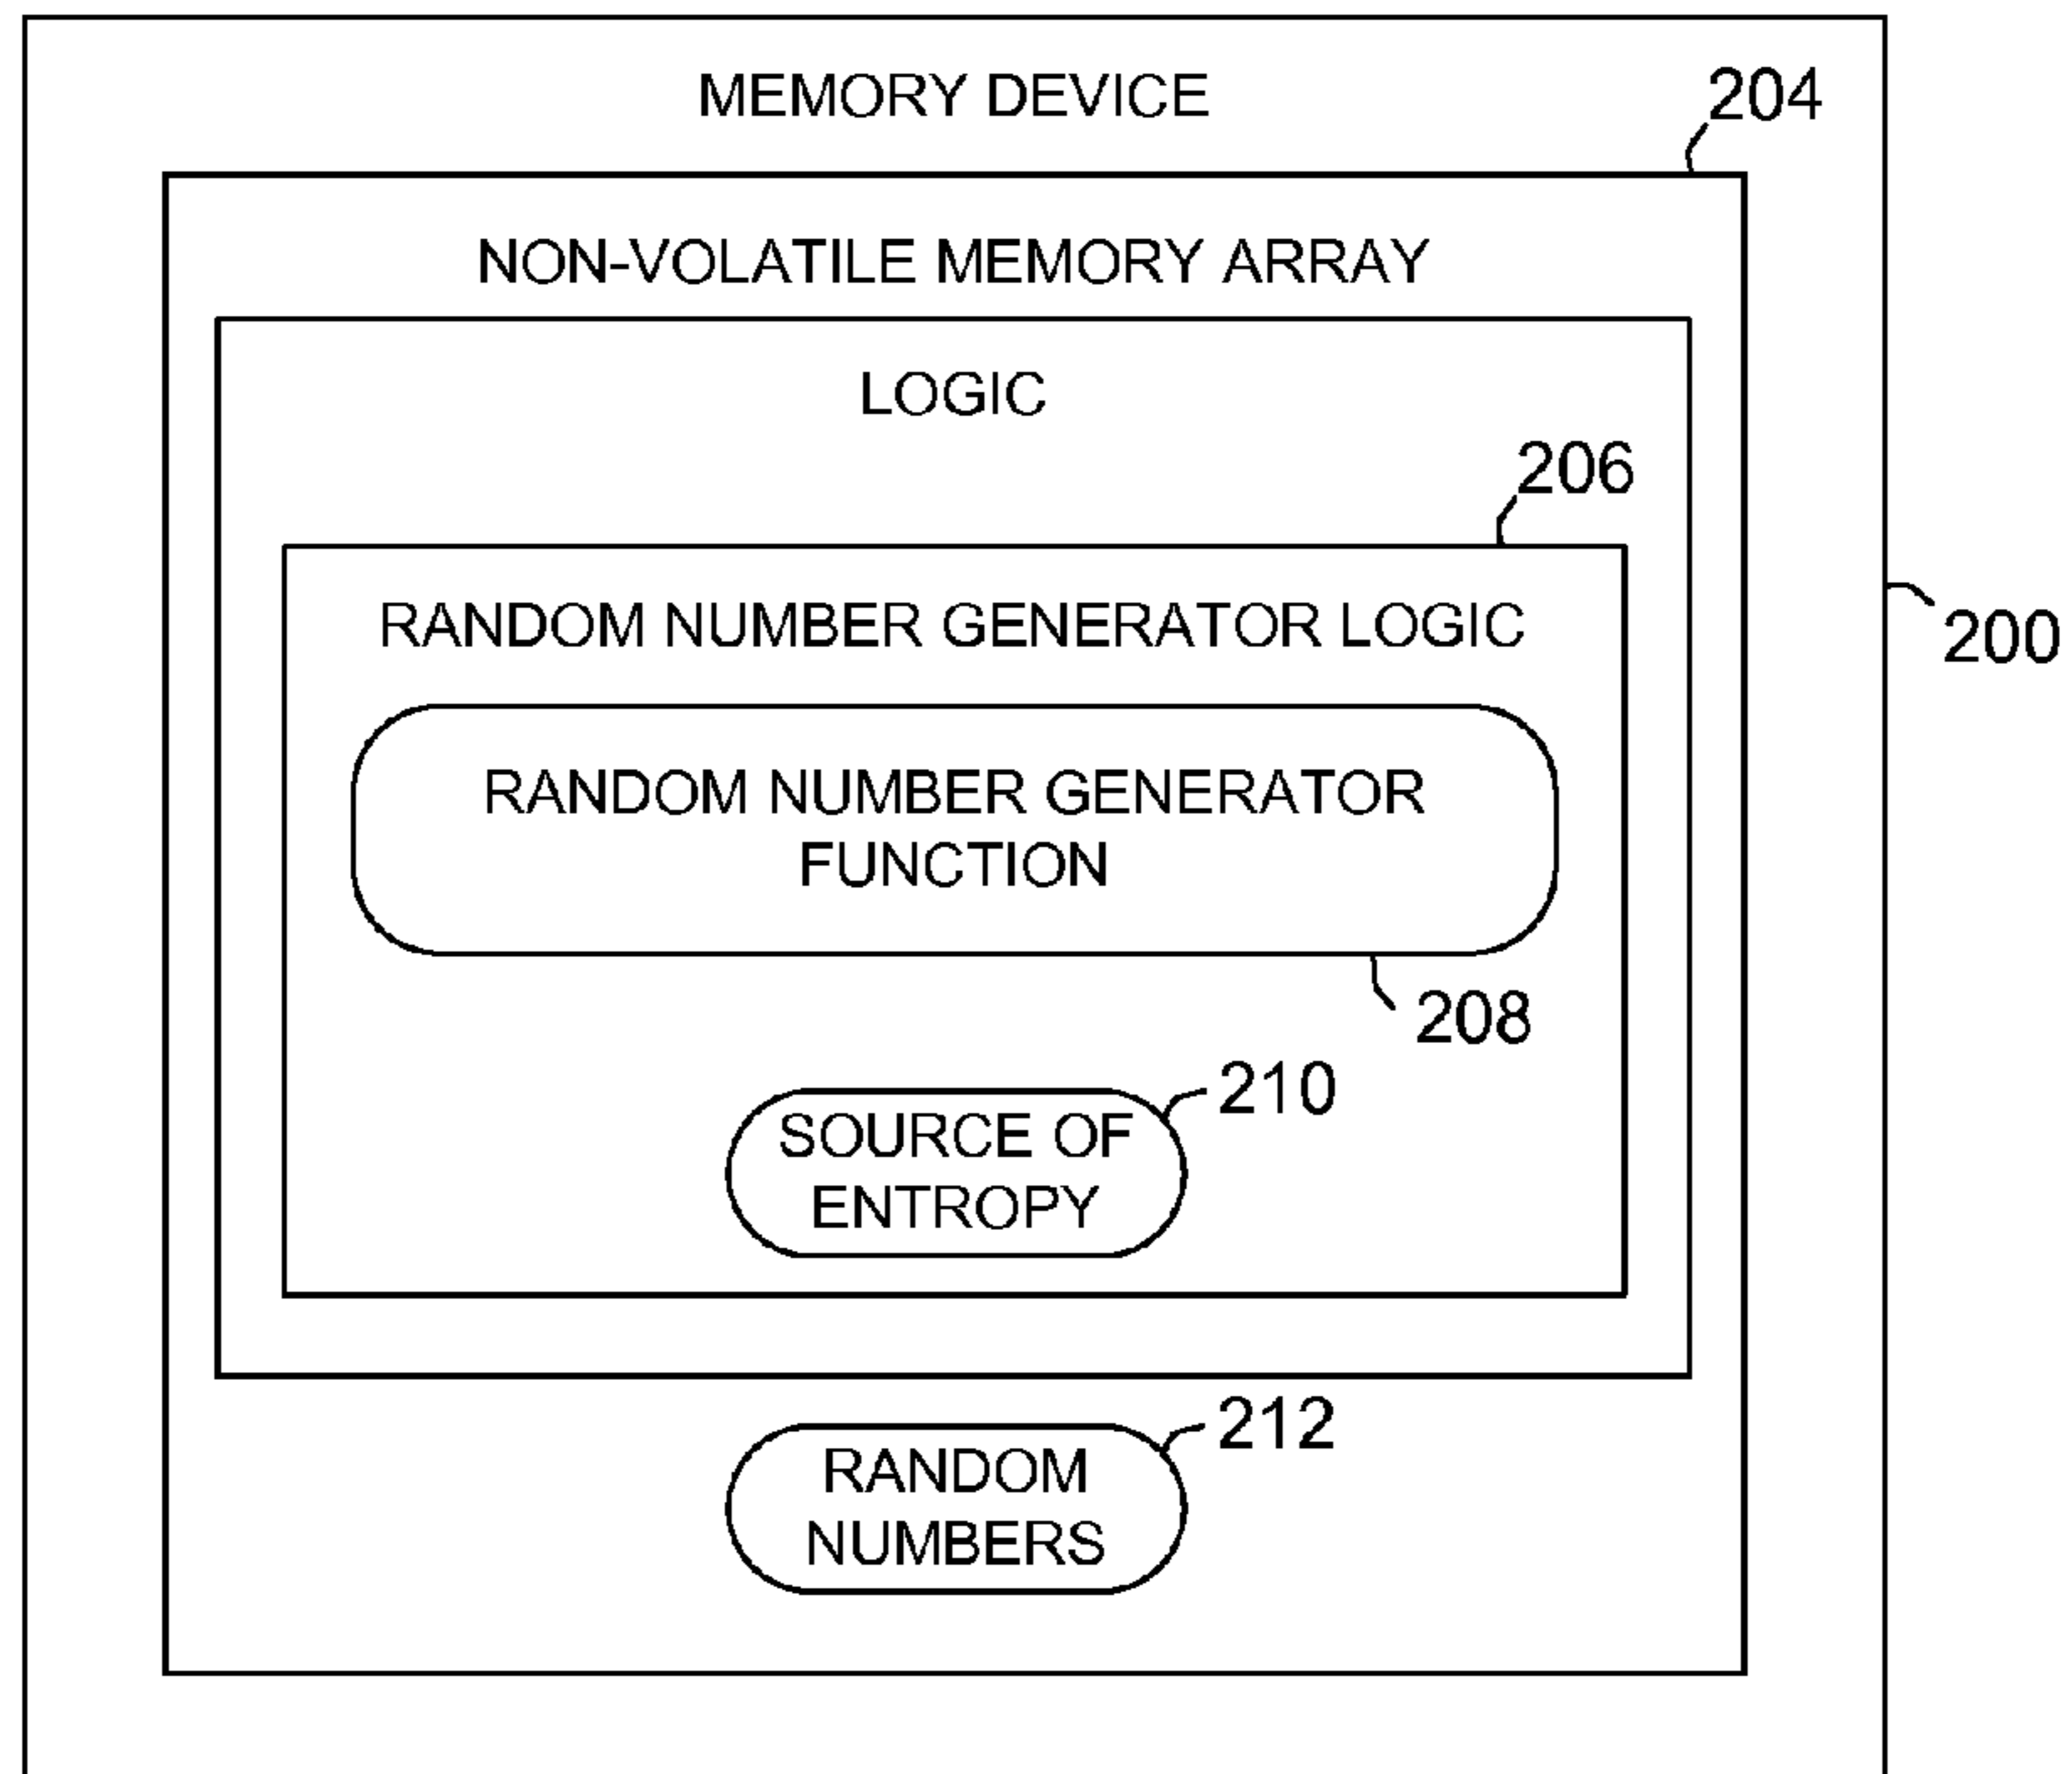 MEMORY DEVICE
204
NON-VOLATILE MEMORY ARRAY
LOGIC
206
RANDOM NUMBER GENERATOR LOGIC
200
RANDOM NUMBER GENERATOR
FUNCTION
208
210
SOURCE OF
ENTROPY
212
RANDOM
NUMBERS